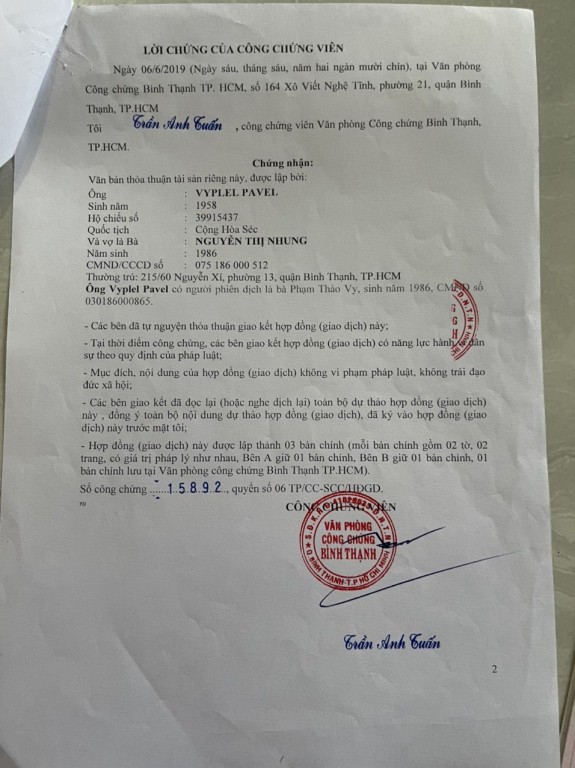 LỜI CHỨNG CỦA CÔNG CHỨNG VIÊN
Ngày 06/6/2019 (Ngày sáu, tháng sáu, năm hai ngàn mười chín), tại Văn phòng
Công chứng Bình Thạnh TP. HCM, số 164 Xô Viết Nghệ Tĩnh, phường 21, quận Bình
Thạnh, TP.HCM
Tôi Trần Anh Tuấn , công chứng viên Văn phòng Công chứng Bình Thạnh,
TP.HCM.
Chứng nhận:
Văn bản thỏa thuận tài sản riêng này, được lập bởi:
Ông : VYPLEL PAVEL
Sinh năm : 1958
Hộ chiếu số : 39915437
Quốc tịch : Cộng Hòa Séc
Và vợ là Bà : NGUYỄN THỊ NHUNG
Năm sinh : 1986
CMND/CCCD số : 075 186 000 512
Thường trú: 215/60 Nguyễn Xí, phường 13, quận Bình Thạnh, TP.HCM
Ông Vyplel Pavel có người phiên dịch là bà Phạm Thảo Vy, sinh năm 1986, CMND số
030186000865.
- Các bên đã tự nguyện thỏa thuận giao kết hợp đồng (giao dịch) này;
- Tại thời điểm công chứng, các bên giao kết hợp đồng (giao dịch) có năng lực hành vi dân
sự theo quy định của pháp luật;
- Mục đích, nội dung của hợp đồng (giao dịch) không vi phạm pháp luật, không trái đạo
đức xã hội;
- Các bên giao kết đã đọc lại (hoặc nghe dịch lại) toàn bộ dự thảo hợp đồng (giao dịch)
này , đồng ý toàn bộ nội dung dự thảo hợp đồng (giao dịch), đã ký vào hợp đồng (giao
dịch) này trước mặt tôi;
- Hợp đồng (giao dịch) này được lập thành 03 bản chính (mỗi bản chính gồm 02 tờ, 02
trang, có giá trị pháp lý như nhau, Bên A giữ 01 bản chính, Bên B giữ 01 bản chính, 01
bản chính lưu tại Văn phòng công chứng Bình Thạnh TP.HCM).
Số công chứng ......15892.., quyển số 06 TP/CC-SCC/HĐGD.
CÔNG CHỨNG VIÊN
VĂN PHÒNG
CÔNG CHỨNG
BÌNH THẠNH
Q.BÌNH THẠNH-T.P HỒ CHÍ MINH
Trần Anh Tuấn
2